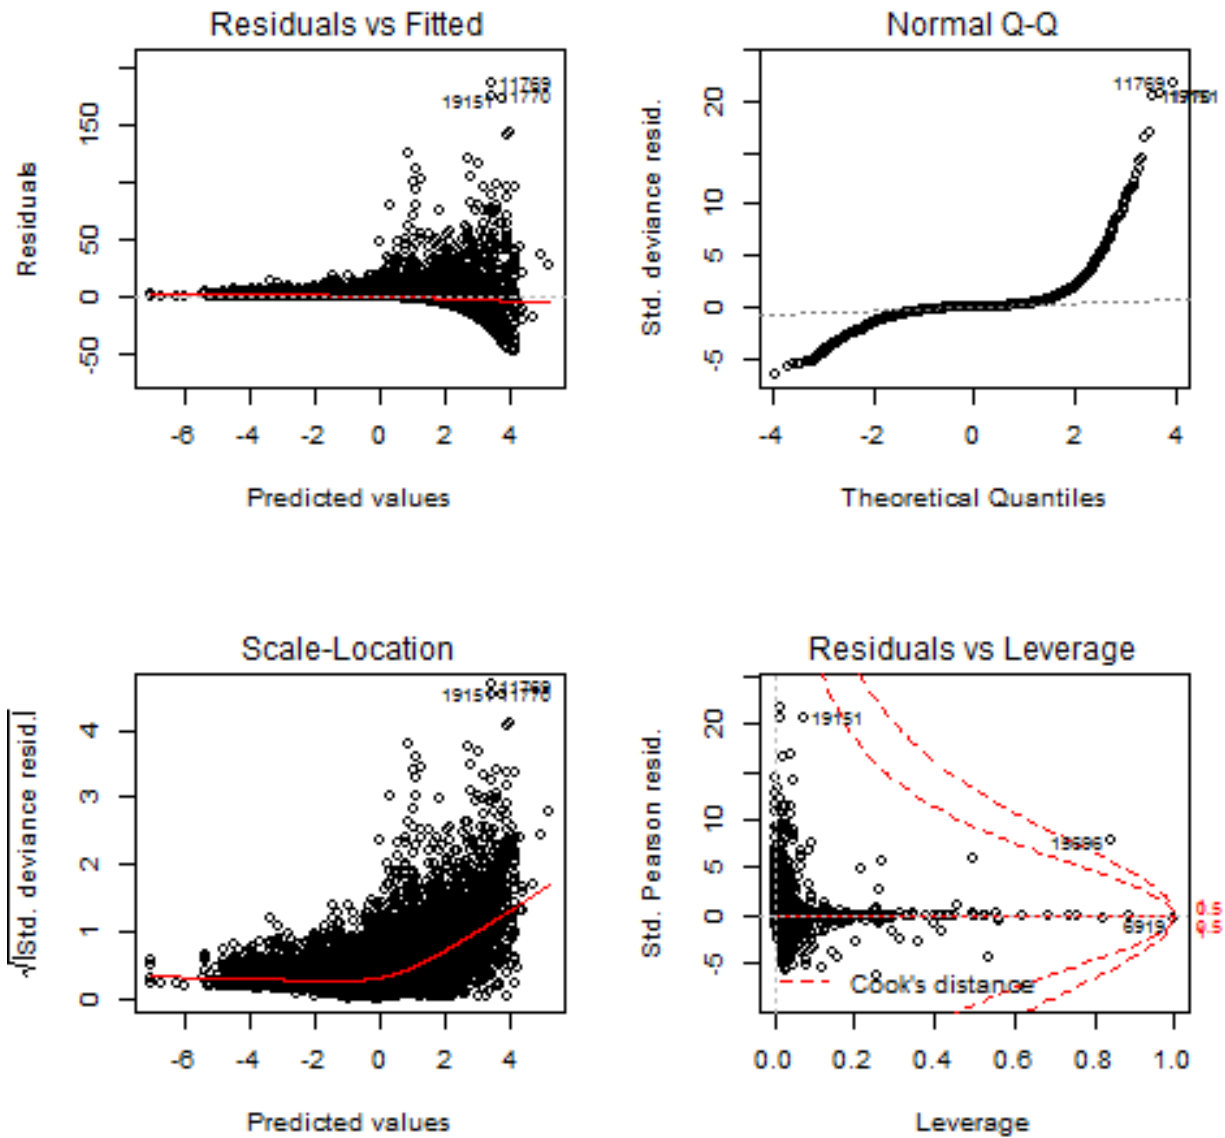 Residuals vs Fitted
Residuals
150
50
0
-50
11769
19151
11770
-6 -4 -2 0 2 4
Predicted values
Normal Q-Q
Std. deviance resid.
20
10
5
0
-5
11769
19151
-4 -2 0 2 4
Theoretical Quantiles
Scale-Location
√|Std. deviance resid.|
4
3
2
1
0
11769
19151
11770
-6 -4 -2 0 2 4
Predicted values
Residuals vs Leverage
Std. Pearson resid.
20
10
5
0
-5
19151
6919
0.5
0.5
Cook's distance
0.0 0.2 0.4 0.6 0.8 1.0
Leverage